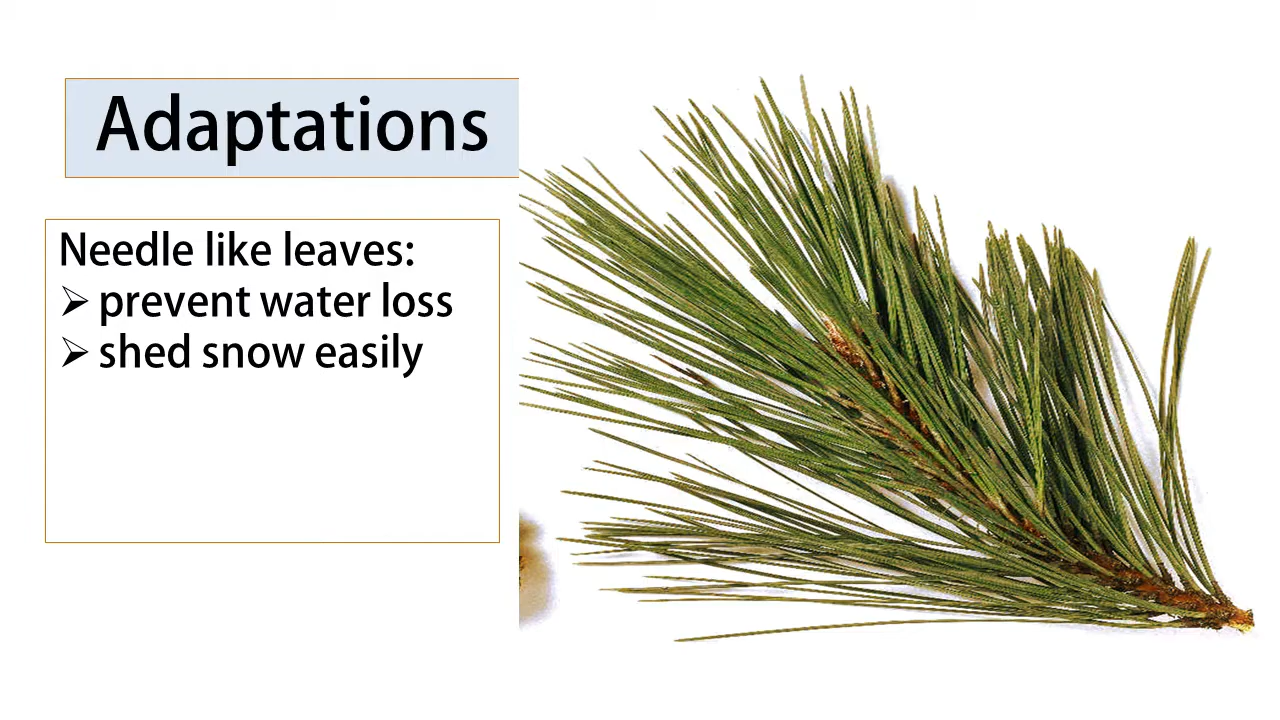 Adaptations
Needle like leaves:
➢ prevent water loss
➢ shed snow easily